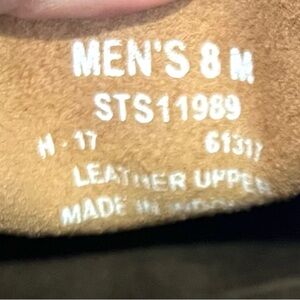 MEN'S 8 M
STS11989
H - 17 61317
LEATHER UPPER
MADE IN